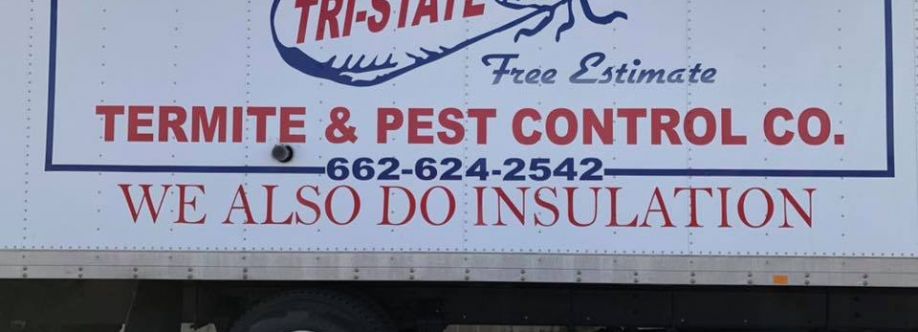 TRI-STATE
Free Estimate
TERMITE & PEST CONTROL CO.
662-624-2542
WE ALSO DO INSULATION